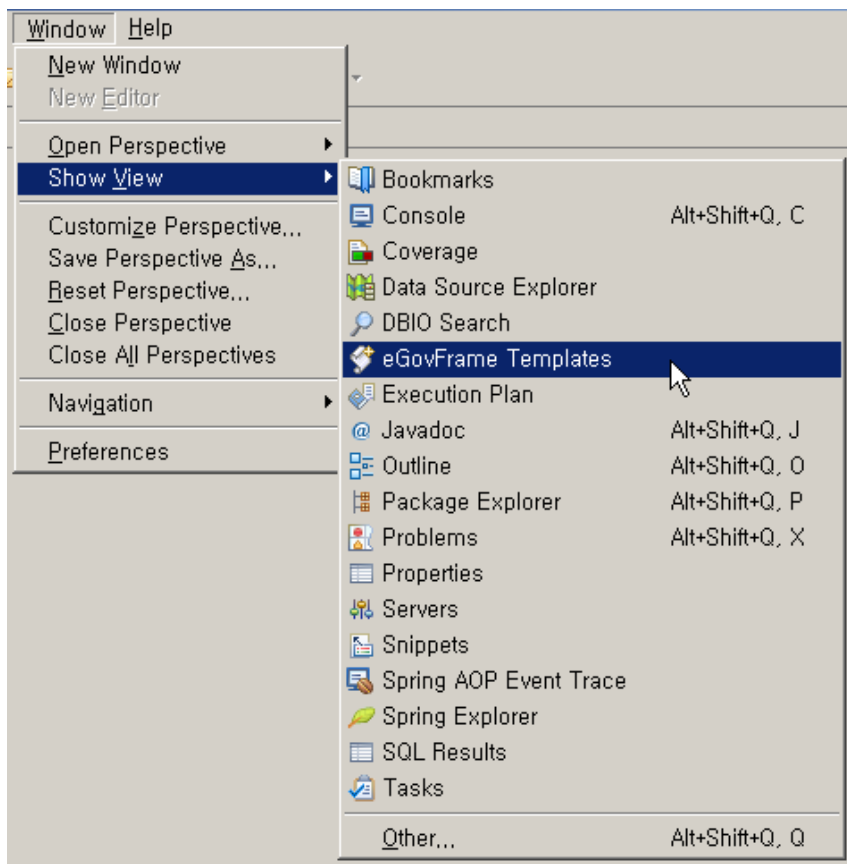 Window Help
New Window
New Editor
Open Perspective
Show View
Customize Perspective...
Save Perspective As...
Reset Perspective...
Close Perspective
Close All Perspectives
Navigation
Preferences
Bookmarks
Console Alt+Shift+Q, C
Coverage
Data Source Explorer
DBIO Search
eGovFrame Templates
Execution Plan
Javadoc Alt+Shift+Q, J
Outline Alt+Shift+Q, O
Package Explorer Alt+Shift+Q, P
Problems Alt+Shift+Q, X
Properties
Servers
Snippets
Spring AOP Event Trace
Spring Explorer
SQL Results
Tasks
Other... Alt+Shift+Q, Q